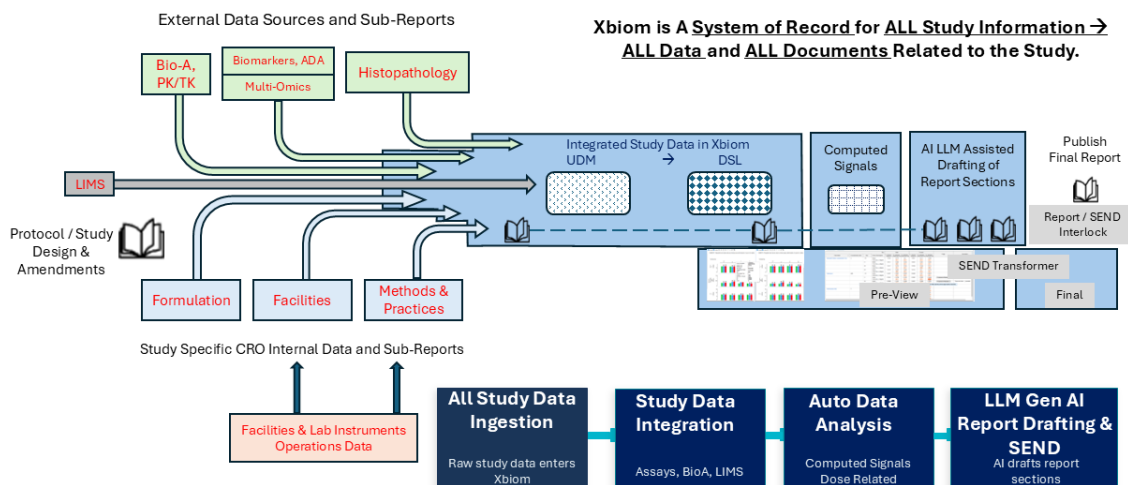 External Data Sources and Sub-Reports
Xbiom is A System of Record for ALL Study Information →
ALL Data and ALL Documents Related to the Study.
Bio-A,
PK/TK
Biomarkers, ADA
Multi-Omics
Histopathology
LIMS
Protocol / Study
Design &
Amendments
Integrated Study Data in Xbiom
UDM → DSL
Computed
Signals
AI LLM Assisted
Drafting of
Report Sections
Publish
Final Report
Report / SEND
Interlock
SEND Transformer
Pre-View
Final
Formulation
Facilities
Methods &
Practices
Study Specific CRO Internal Data and Sub-Reports
Facilities & Lab Instruments
Operations Data
All Study Data
Ingestion
Raw study data enters
Xbiom
Study Data
Integration
Assays, BioA, LIMS
Auto Data
Analysis
Computed Signals
Dose Related
LLM Gen AI
Report Drafting &
SEND
AI drafts report
sections